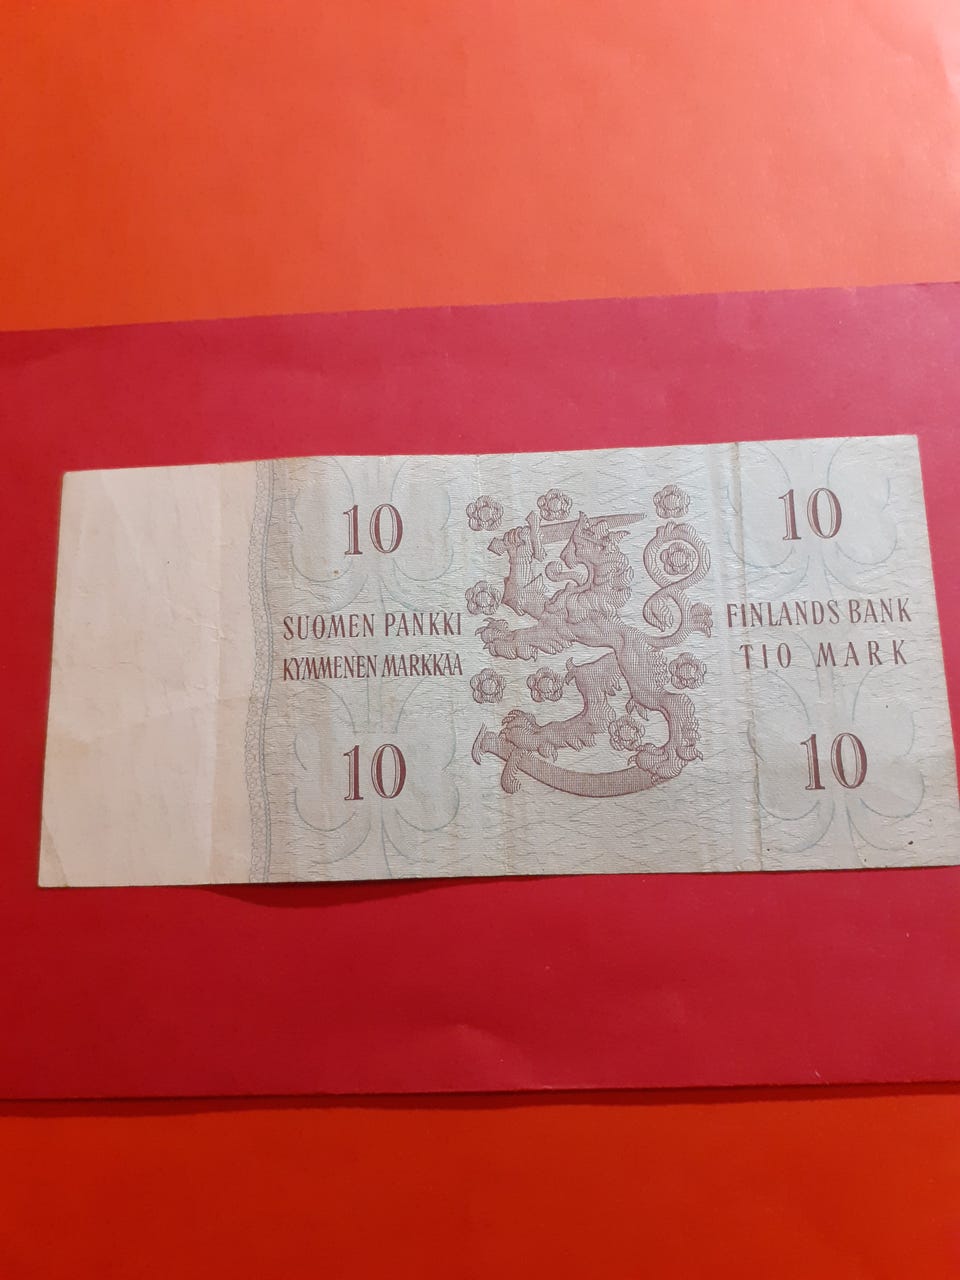 10
10
SUOMEN PANKKI
KYMMENEN MARKKAA
FINLANDS BANK
TIO MARK
10
10